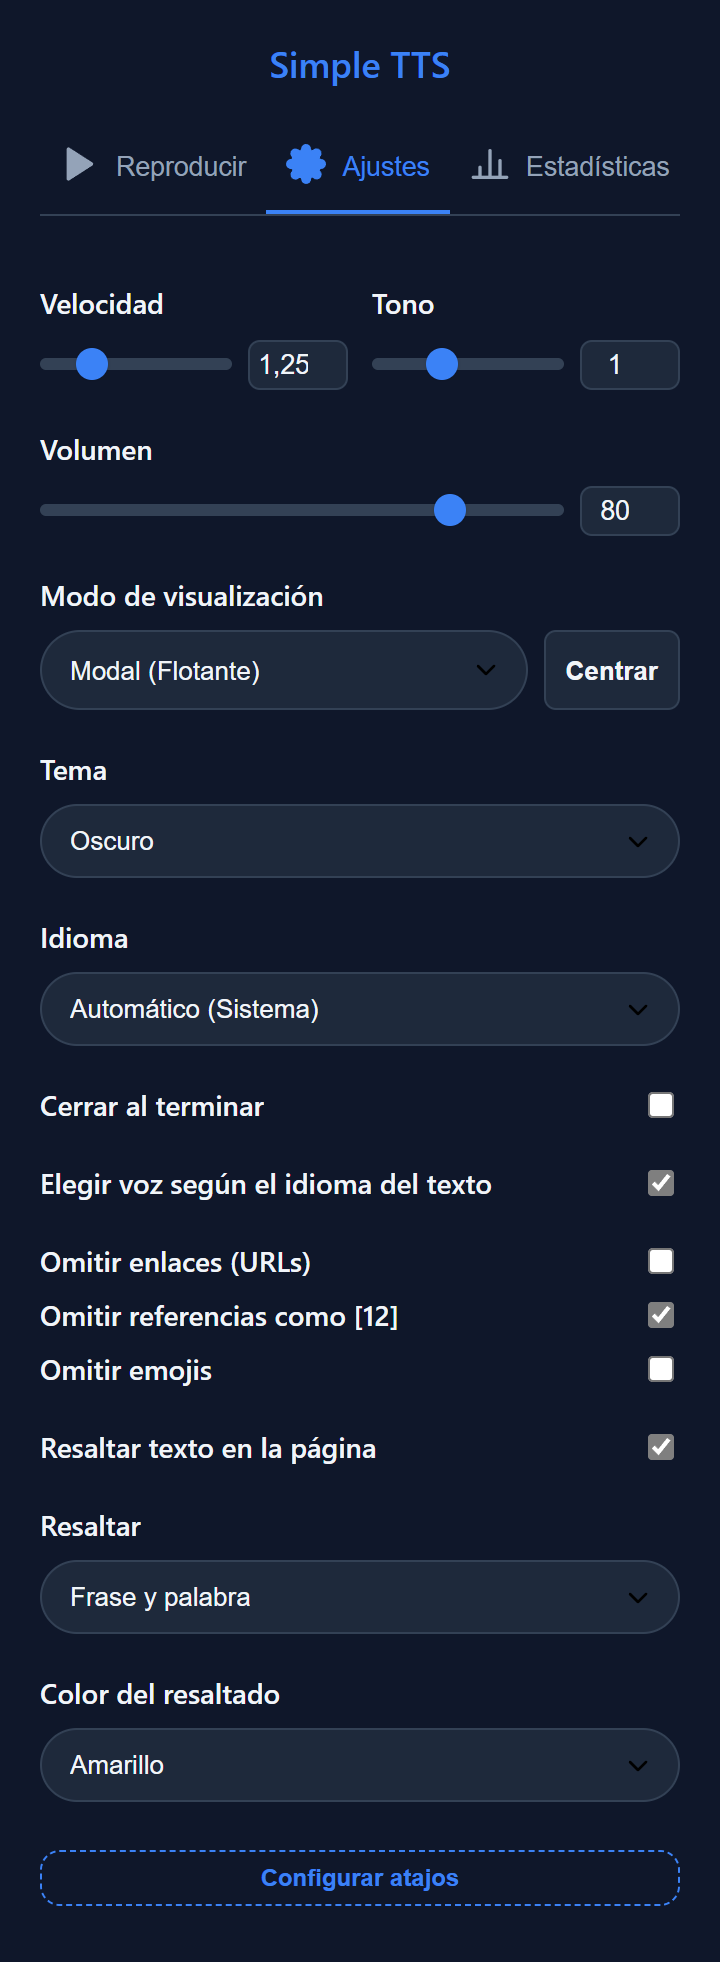 Simple TTS
Reproducir Ajustes Estadísticas
Velocidad Tono
1,25 1
Volumen
80
Modo de visualización
Modal (Flotante) Centrar
Tema
Oscuro
Idioma
Automático (Sistema)
Cerrar al terminar
Elegir voz según el idioma del texto
Omitir enlaces (URLs)
Omitir referencias como [12]
Omitir emojis
Resaltar texto en la página
Resaltar
Frase y palabra
Color del resaltado
Amarillo
Configurar atajos